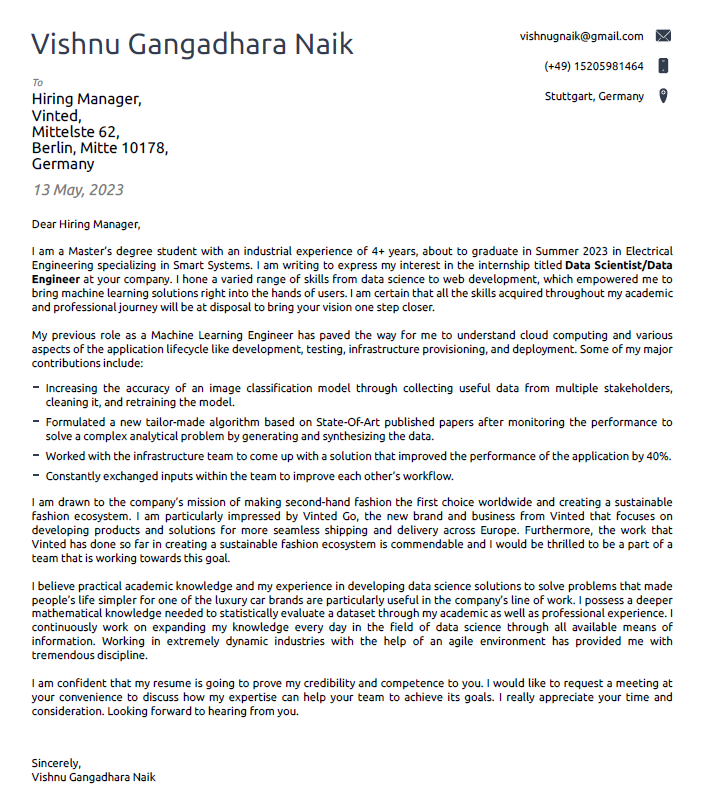 Vishnu Gangadhara Naik
vishnugnaik@gmail.com
(+49) 15205981464
Stuttgart, Germany
To
Hiring Manager,
Vinted,
Mittelste 62,
Berlin, Mitte 10178,
Germany
13 May, 2023
Dear Hiring Manager,
I am a Master's degree student with an industrial experience of 4+ years, about to graduate in Summer 2023 in Electrical
Engineering specializing in Smart Systems. I am writing to express my interest in the internship titled Data Scientist/Data
Engineer at your company. I hone a varied range of skills from data science to web development, which empowered me to
bring machine learning solutions right into the hands of users. I am certain that all the skills acquired throughout my academic
and professional journey will be at disposal to bring your vision one step closer.
My previous role as a Machine Learning Engineer has paved the way for me to understand cloud computing and various
aspects of the application lifecycle like development, testing, infrastructure provisioning, and deployment. Some of my major
contributions include:
– Increasing the accuracy of an image classification model through collecting useful data from multiple stakeholders,
cleaning it, and retraining the model.
– Formulated a new tailor-made algorithm based on State-Of-Art published papers after monitoring the performance to
solve a complex analytical problem by generating and synthesizing the data.
– Worked with the infrastructure team to come up with a solution that improved the performance of the application by 40%.
– Constantly exchanged inputs within the team to improve each other's workflow.
I am drawn to the company's mission of making second-hand fashion the first choice worldwide and creating a sustainable
fashion ecosystem. I am particularly impressed by Vinted Go, the new brand and business from Vinted that focuses on
developing products and solutions for more seamless shipping and delivery across Europe. Furthermore, the work that
Vinted has done so far in creating a sustainable fashion ecosystem is commendable and I would be thrilled to be a part of a
team that is working towards this goal.
I believe practical academic knowledge and my experience in developing data science solutions to solve problems that made
people's life simpler for one of the luxury car brands are particularly useful in the company's line of work. I possess a deeper
mathematical knowledge needed to statistically evaluate a dataset through my academic as well as professional experience. I
continuously work on expanding my knowledge every day in the field of data science through all available means of
information. Working in extremely dynamic industries with the help of an agile environment has provided me with
tremendous discipline.
I am confident that my resume is going to prove my credibility and competence to you. I would like to request a meeting at
your convenience to discuss how my expertise can help your team to achieve its goals. I really appreciate your time and
consideration. Looking forward to hearing from you.
Sincerely,
Vishnu Gangadhara Naik